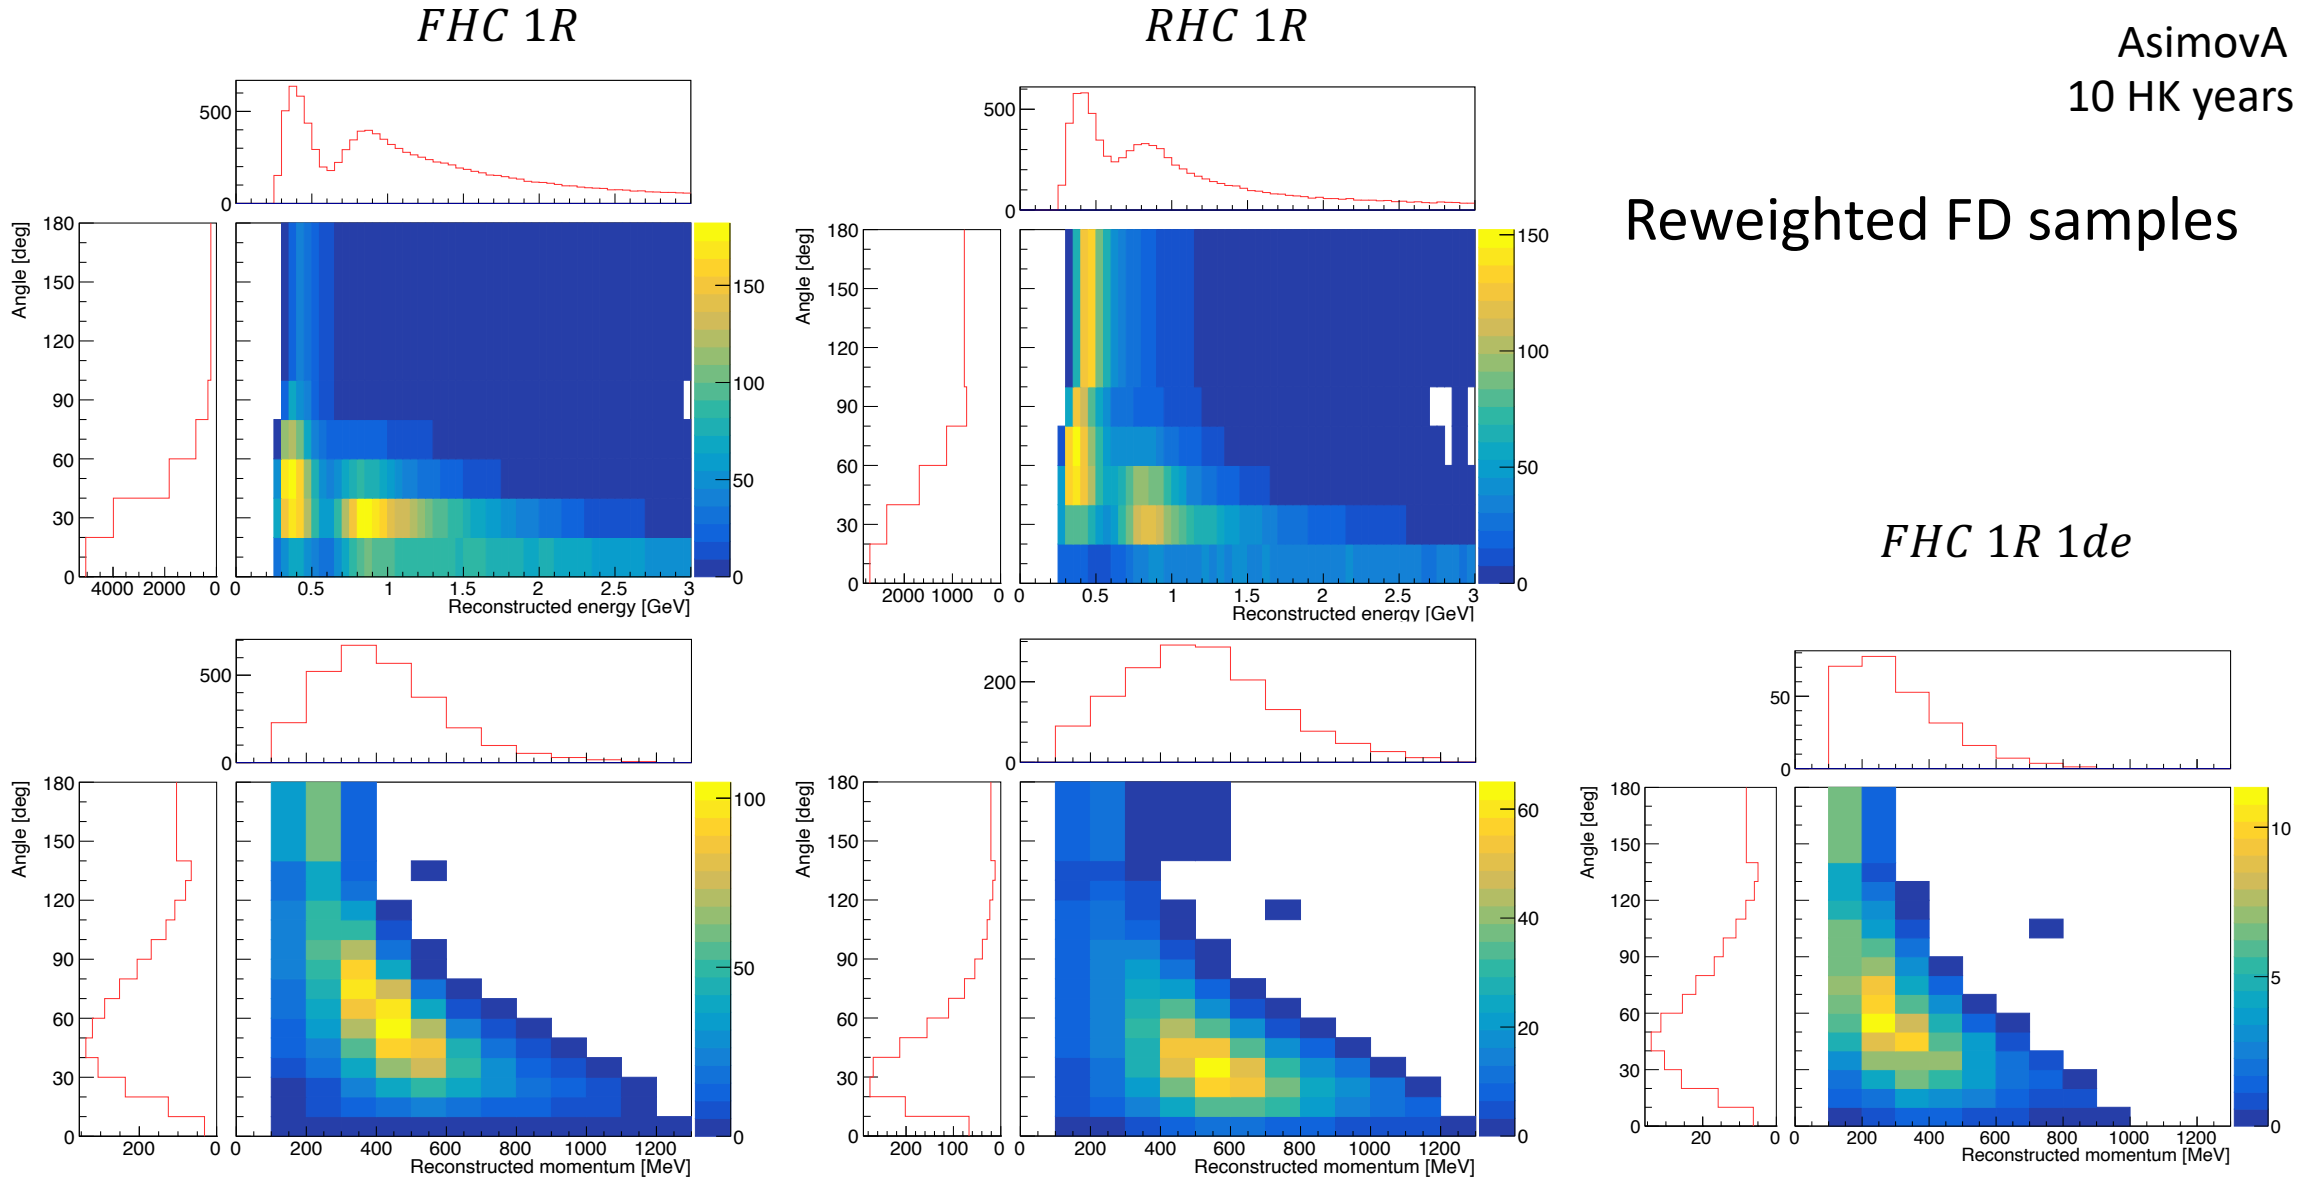 FHC 1R
RHC 1R
AsimovA
10 HK years
Reweighted FD samples
FHC 1R 1de
500
0
180
150
120
90
60
30
0
Angle [deg]
4000 2000 0
0 0.5 1 1.5 2 2.5 3
Reconstructed energy [GeV]
150
100
50
0
500
0
180
150
120
90
60
30
0
Angle [deg]
2000 1000 0
0 0.5 1 1.5 2 2.5 3
Reconstructed energy [GeV]
150
100
50
0
500
0
180
150
120
90
60
30
0
Angle [deg]
200 0
0 200 400 600 800 1000 1200
Reconstructed momentum [MeV]
100
50
0
200
0
180
150
120
90
60
30
0
Angle [deg]
200 100 0
0 200 400 600 800 1000 1200
Reconstructed momentum [MeV]
60
40
20
0
50
0
180
150
120
90
60
30
0
Angle [deg]
20 0
0 200 400 600 800 1000 1200
Reconstructed momentum [MeV]
10
5
0